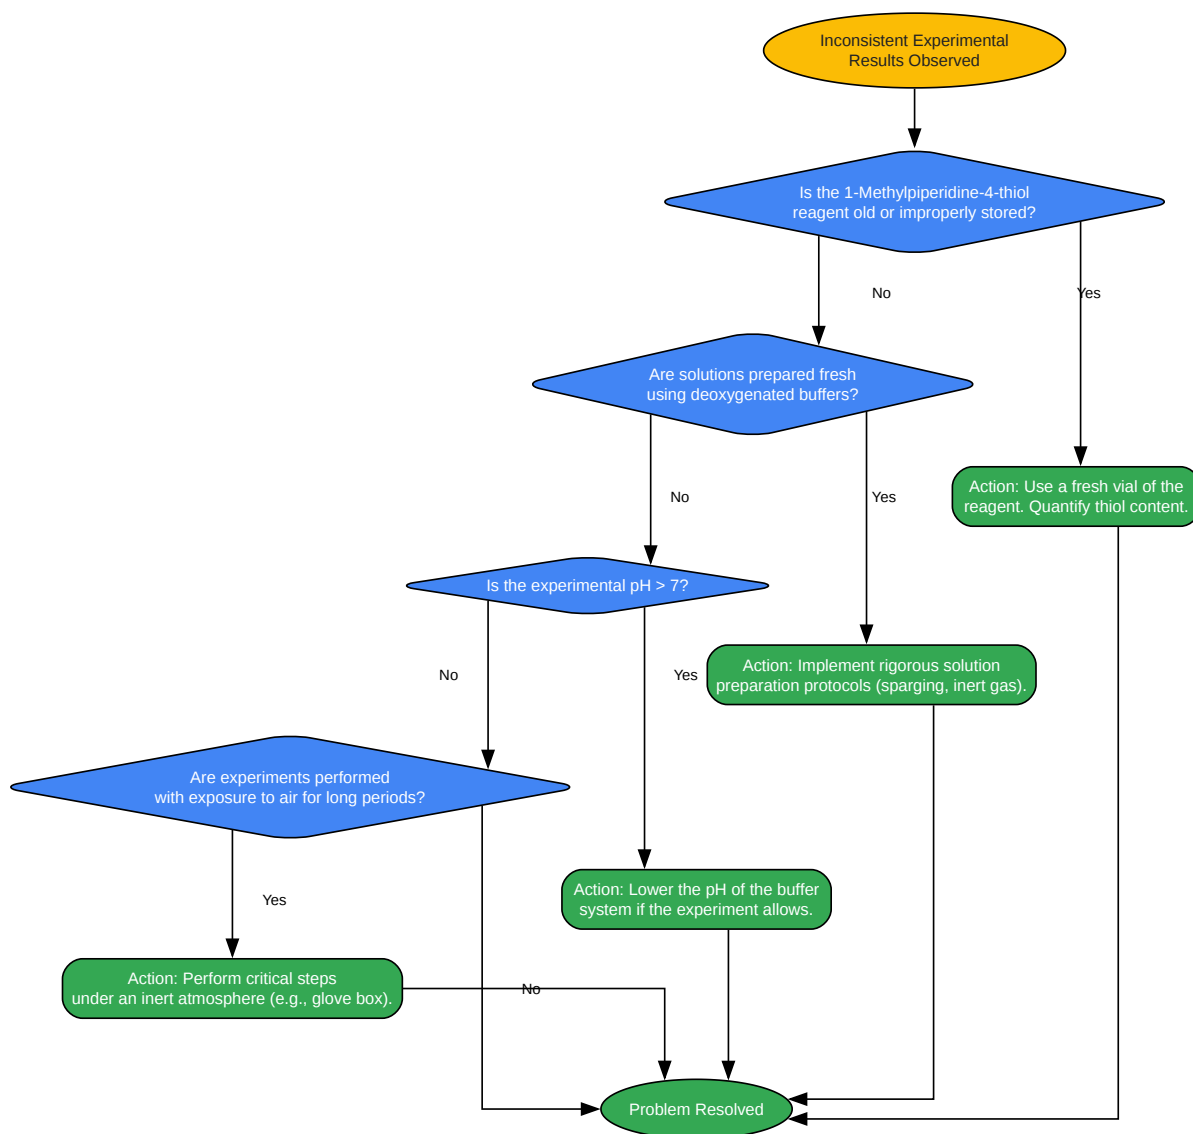 Inconsistent Experimental
Results Observed
Is the 1-Methylpiperidine-4-thiol
reagent old or improperly stored?
No
Yes
Are solutions prepared fresh
using deoxygenated buffers?
Action: Use a fresh vial of the
reagent. Quantify thiol content.
No
Yes
Is the experimental pH > 7?
Action: Implement rigorous solution
preparation protocols (sparging, inert gas).
No
Yes
Are experiments performed
with exposure to air for long periods?
Action: Lower the pH of the buffer
system if the experiment allows.
Yes
Action: Perform critical steps
under an inert atmosphere (e.g., glove box).
No
Problem Resolved